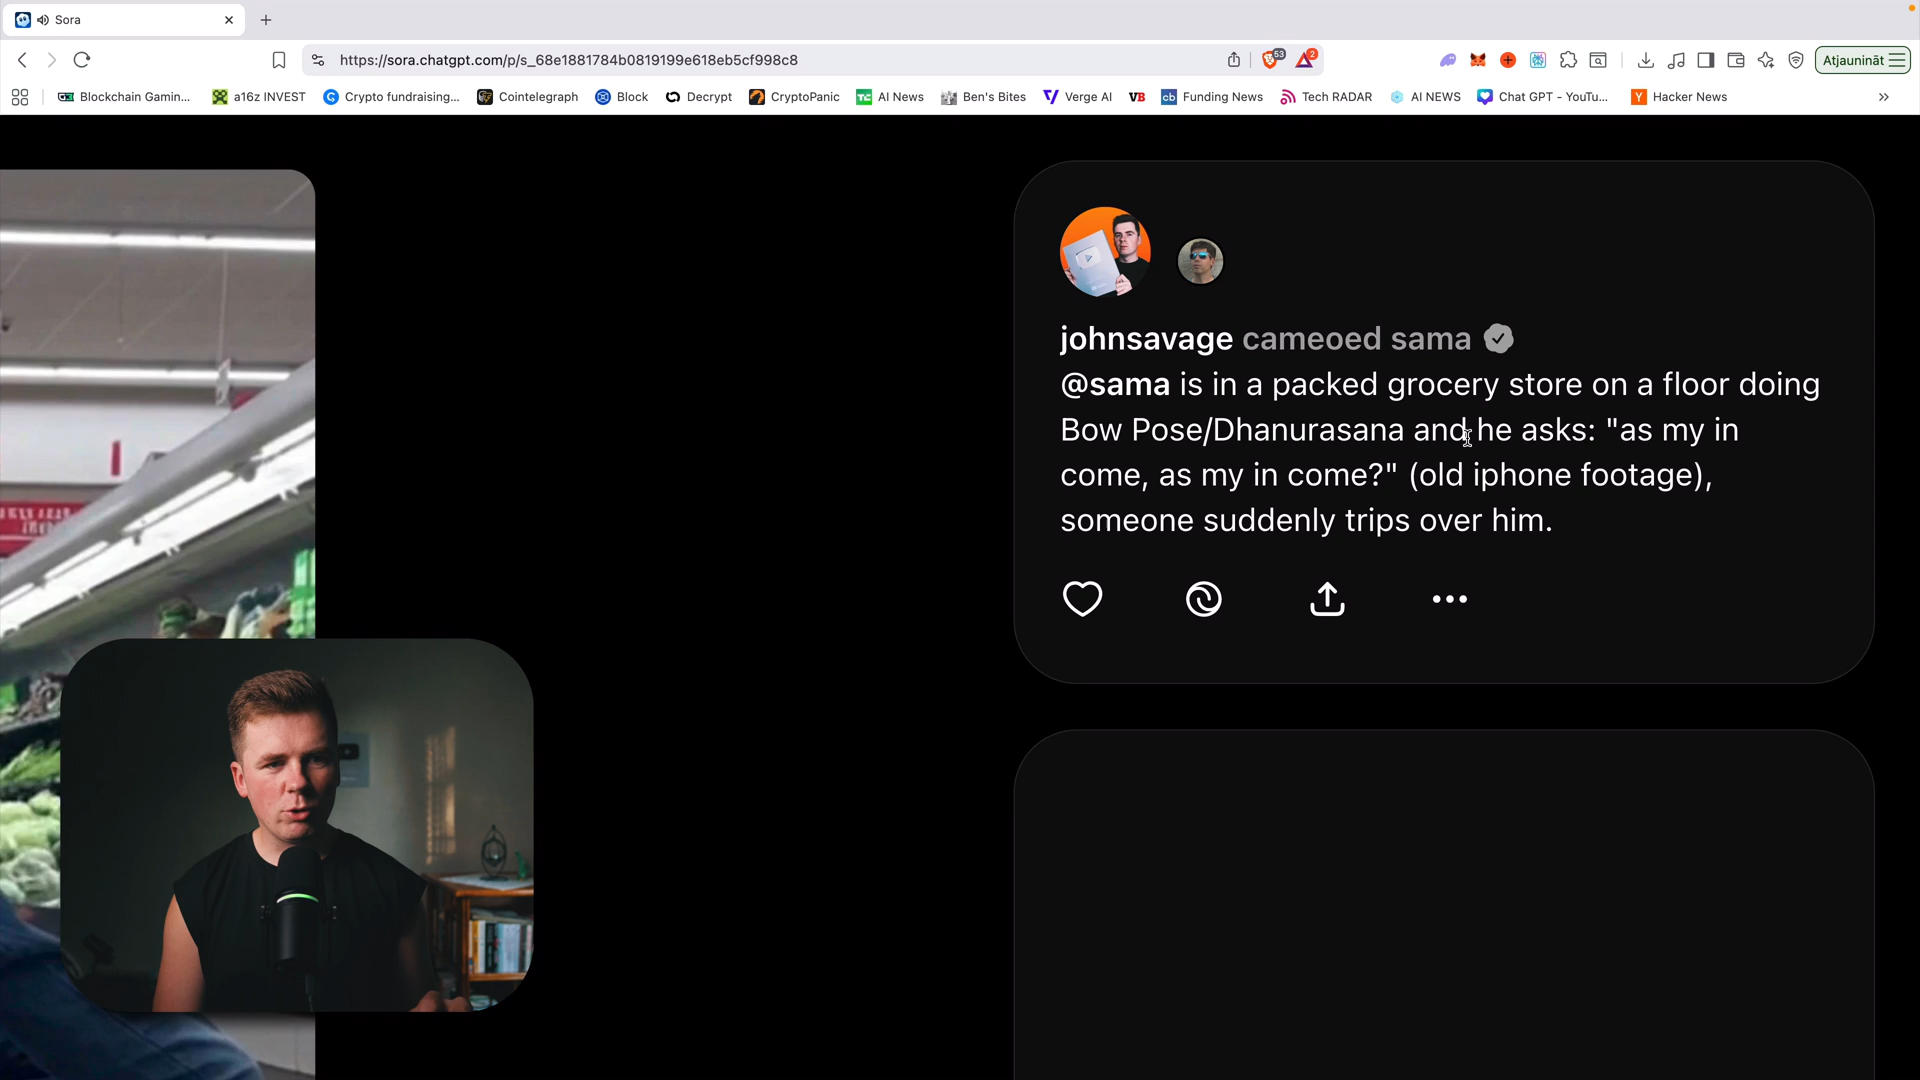 Sora
https://sora.chatgpt.com/p/s_68e1881784b0819199e618eb5cf998c8
53
2
Atjaunināt
Blockchain Gamin...
a16z INVEST
Crypto fundraising...
Cointelegraph
Block
Decrypt
CryptoPanic
AI News
Ben's Bites
Verge AI
VB
Funding News
Tech RADAR
AI NEWS
Chat GPT - YouTu...
Hacker News
johnsavage cameoed sama
@sama is in a packed grocery store on a floor doing
Bow Pose/Dhanurasana and he asks: "as my in
come, as my in come?" (old iphone footage),
someone suddenly trips over him.